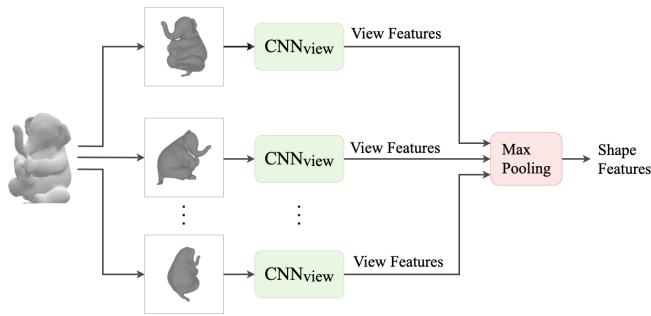 CNNview
View Features
CNNview
View Features
Max
Pooling
Shape
Features
CNNview
View Features